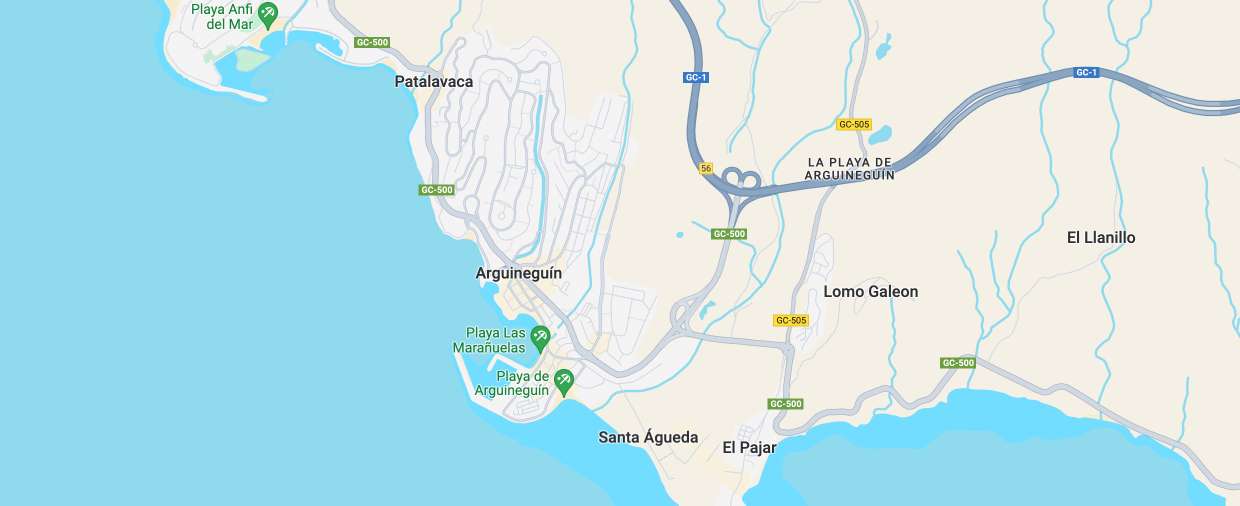 Playa Anfi
del Mar
GC-500
Patalavaca
GC-1
GC-1
GC-505
56
LA PLAYA DE
ARGUINEGUÍN
GC-500
GC-500
El Llanillo
Arguineguín
Lomo Galeon
GC-505
Playa Las
Marañuelas
GC-500
Playa de
Arguineguín
GC-500
Santa Águeda
El Pajar